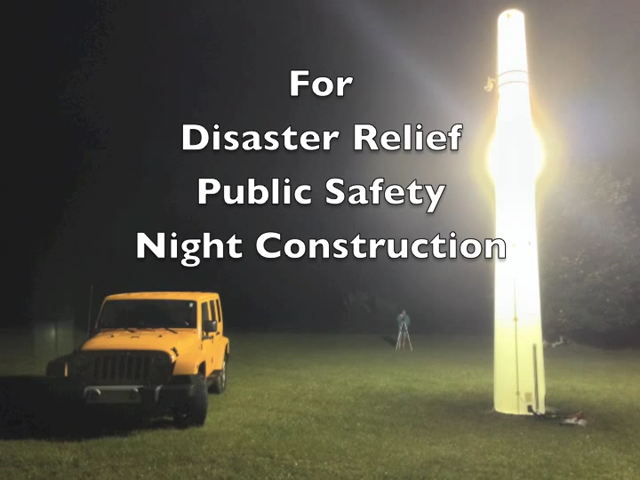 For
Disaster Relief
Public Safety
Night Construction